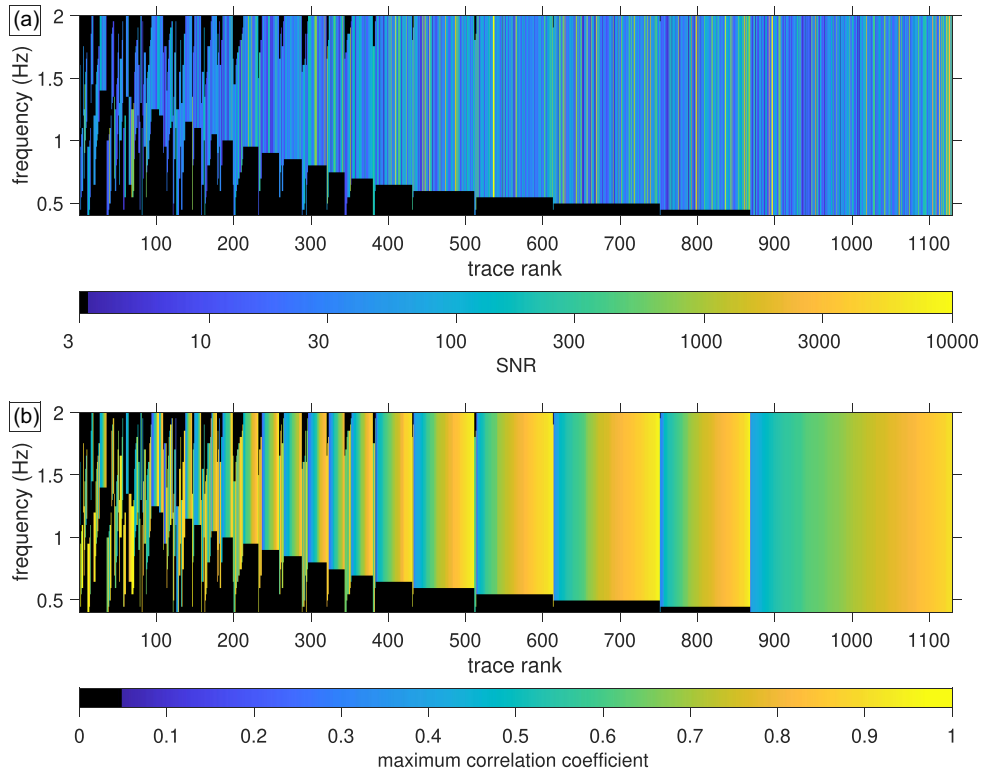 (a)
frequency (Hz)
2
1.5
1
0.5
100 200 300 400 500 600 700 800 900 1000 1100
trace rank
3 10 30 100 300 1000 3000 10000
SNR
(b)
frequency (Hz)
2
1.5
1
0.5
100 200 300 400 500 600 700 800 900 1000 1100
trace rank
0 0.1 0.2 0.3 0.4 0.5 0.6 0.7 0.8 0.9 1
maximum correlation coefficient